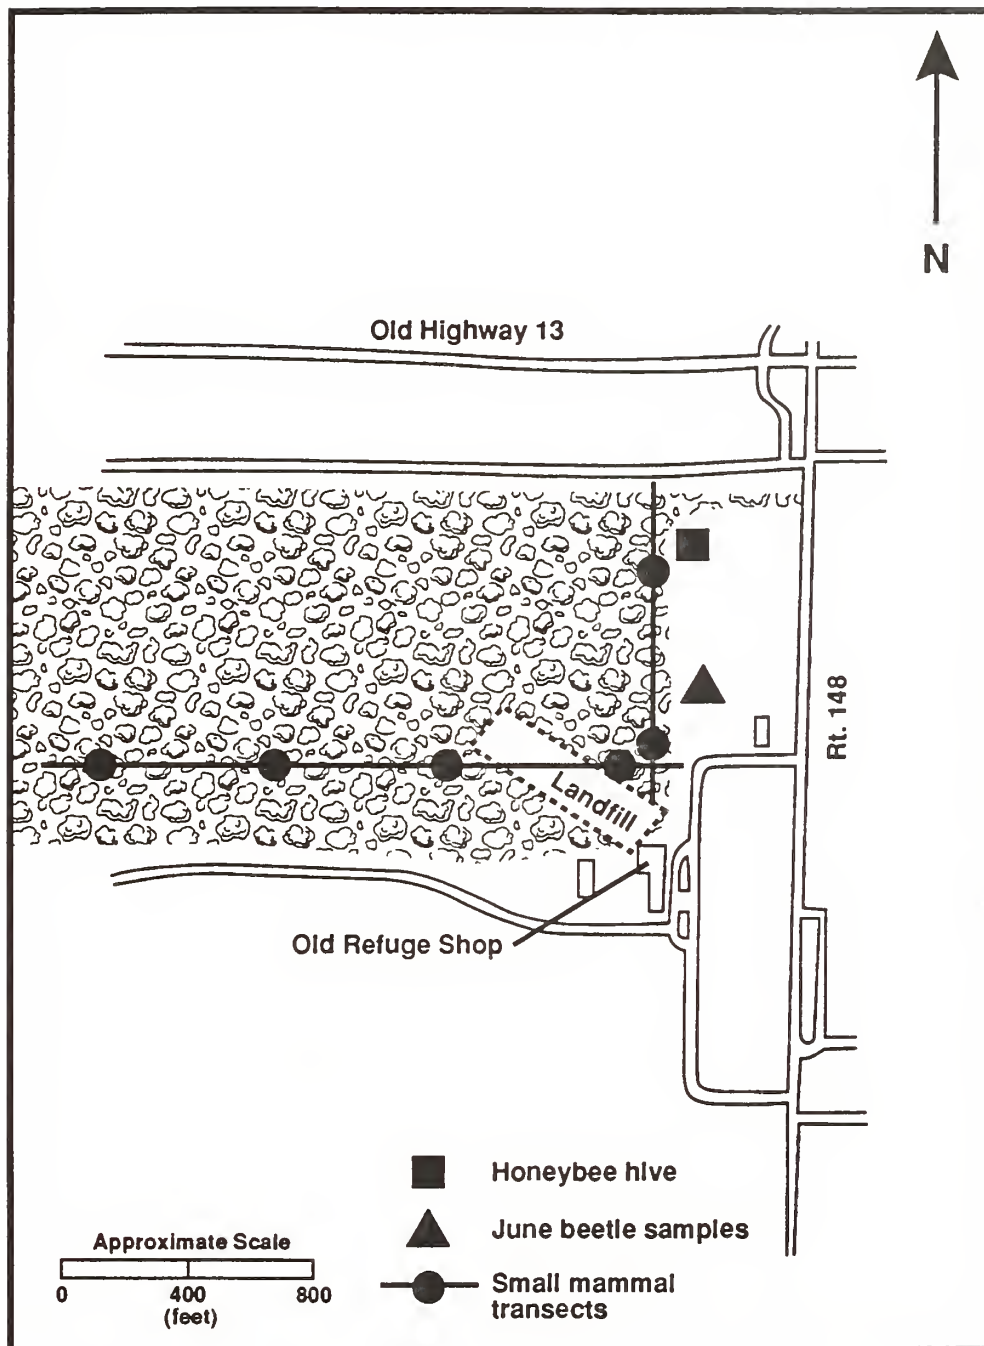 N
Old Highway 13
Rt. 148
Landfill
Old Refuge Shop
Honeybee hive
June beetle samples
Small mammal
transects
Approximate Scale
0 400 800
(feet)